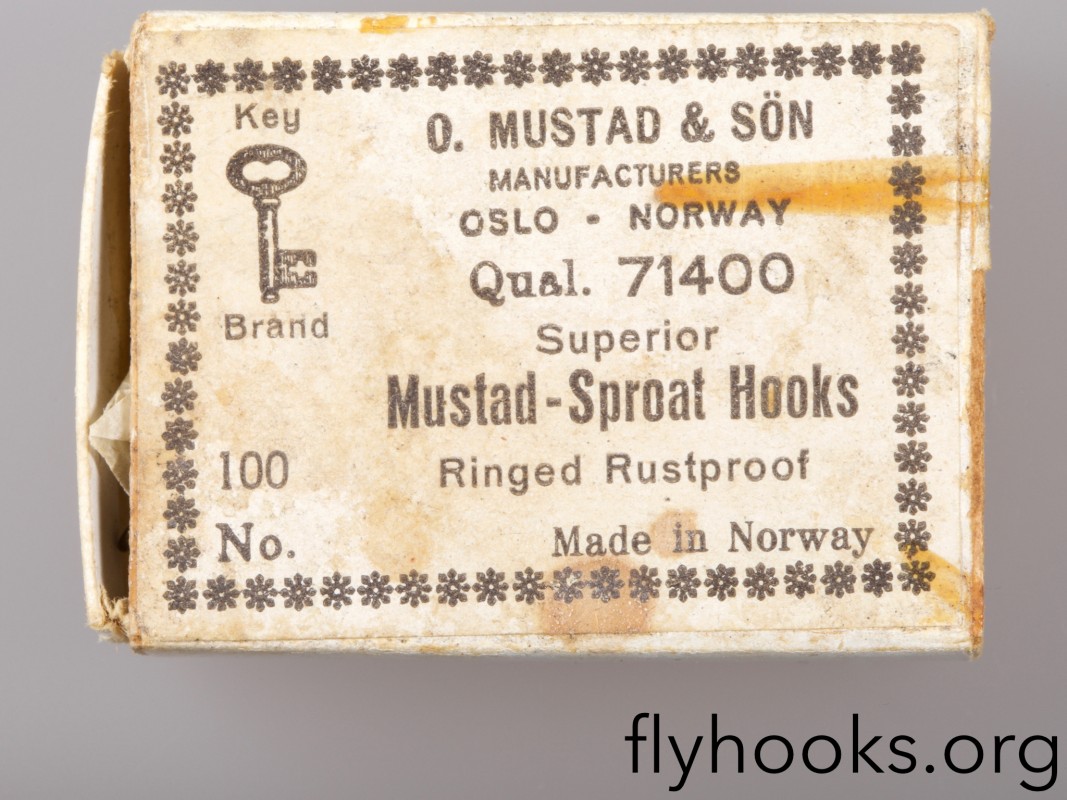 Key
Brand
O. MUSTAD & SÖN
MANUFACTURERS
OSLO - NORWAY
Qual. 71400
Superior
Mustad-Sproat Hooks
Ringed Rustproof
100
No.
Made in Norway
flyhooks.org